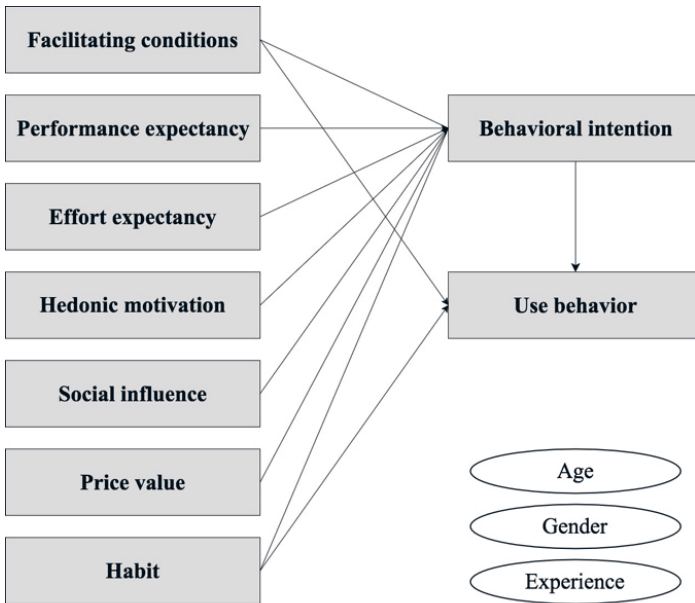 Facilitating conditions
Performance expectancy
Behavioral intention
Effort expectancy
Hedonic motivation
Use behavior
Social influence
Price value
Age
Gender
Habit
Experience